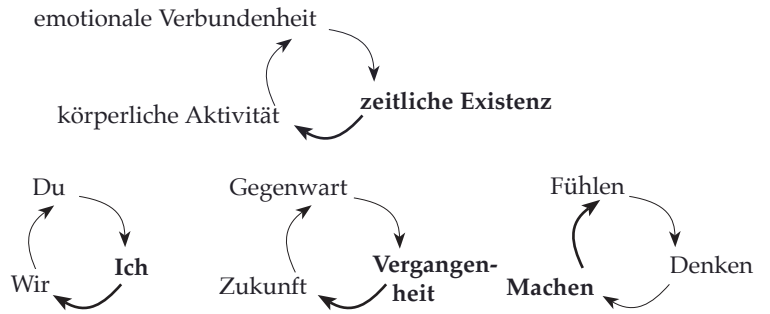 emotionale Verbundenheit
zeitliche Existenz
körperliche Aktivität
Du
Ich
Wir
Gegenwart
Vergangen-
heit
Zukunft
Fühlen
Denken
Machen